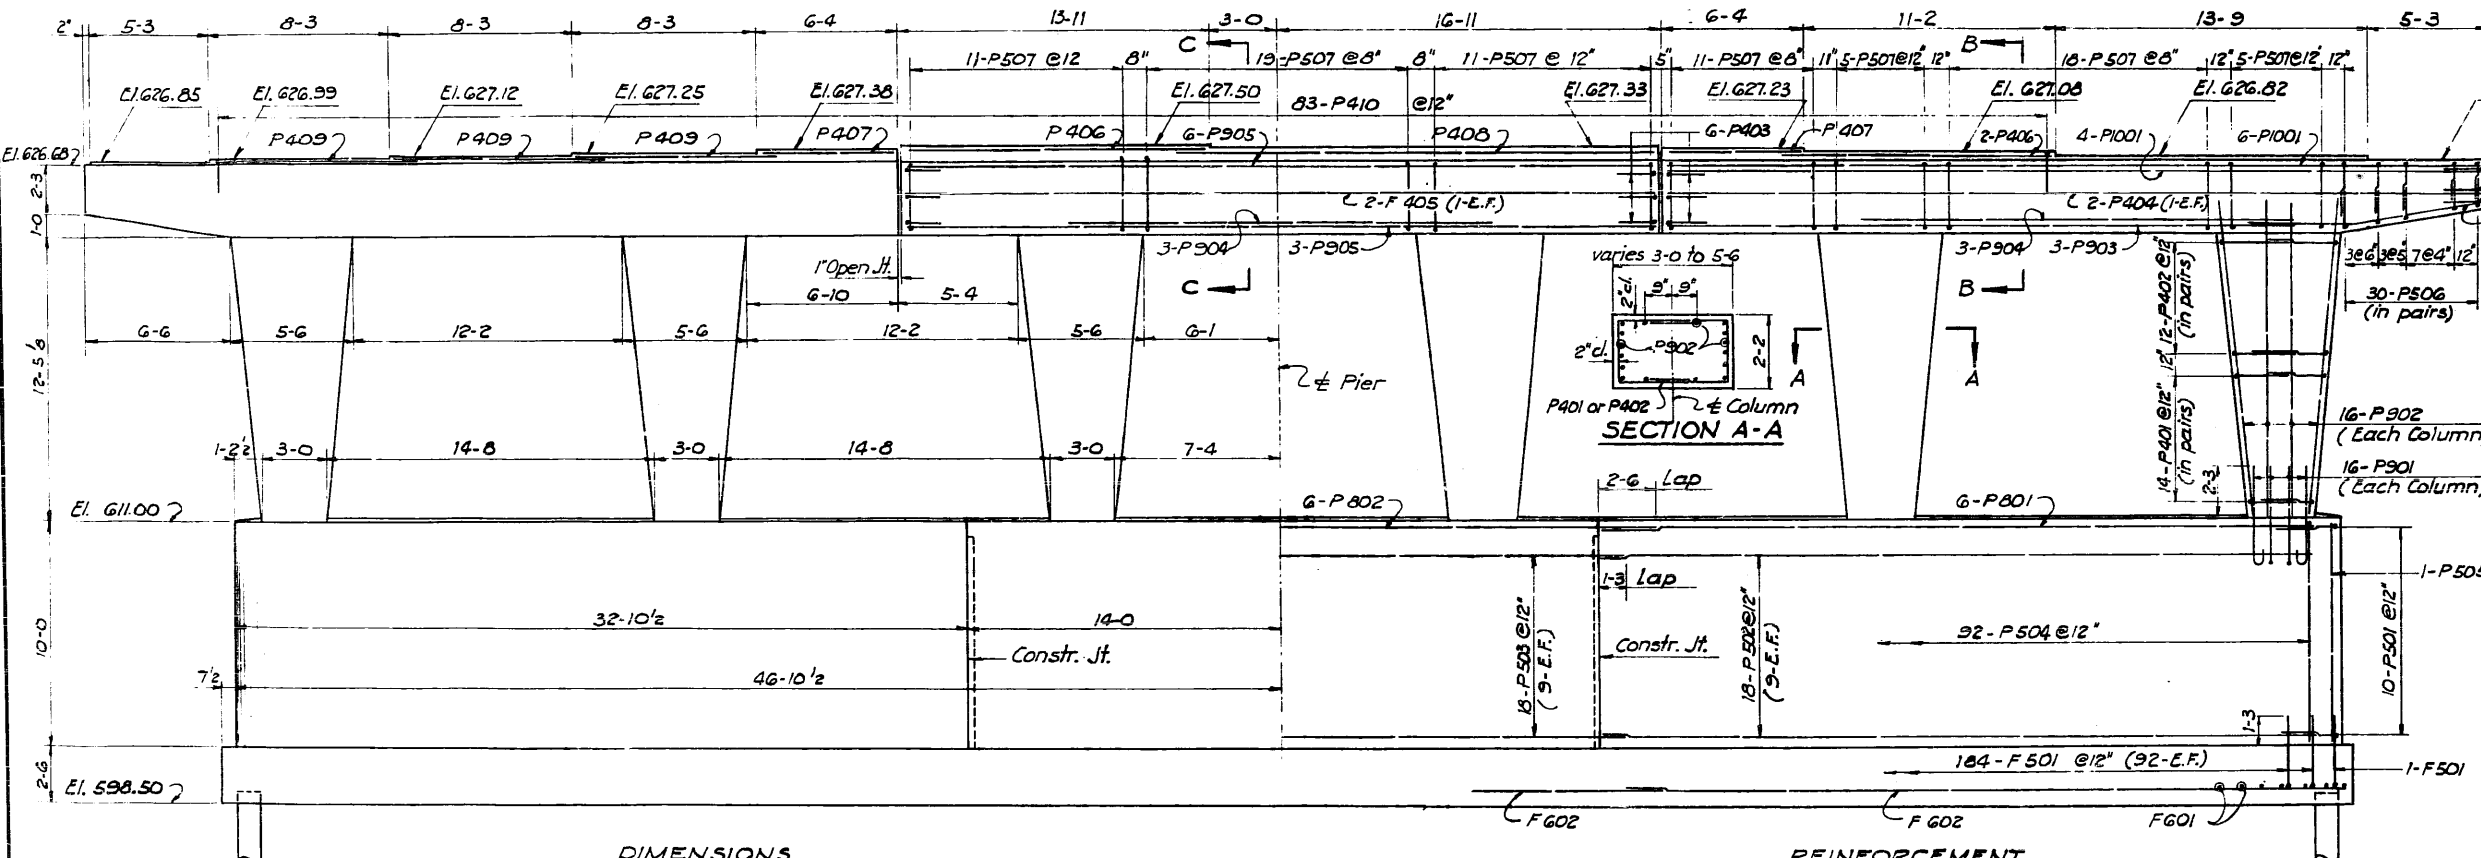 2" 5-3 8-3 8-3 8-3 6-4 13-11 3-0 16-11 6-4 11-2 13-9 5-3
C B
11-P507 @12 8" 19-P507 @8" 8" 11-P507 @ 12" 5" 11-P507 @8" 11" 5-P507@12" 12" 18-P507 @8" 12" 5-P507@12" 12"
El.626.85 El.626.99 El.627.12 El.627.25 El.627.38 El.627.50 El.627.33 El.627.23 El.627.08 El.626.82
83-P410 @12"
El.626.68 P409 P409 P409 P407 P406 6-P905 P408 6-P403 P407 2-P406 4-P1001 6-P1001
2-3
1-0
2-F 405 (1-E.F.) 2-P404 (1-E.F.)
3-P904 3-P905 3-P904 3-P903
1"Open Jt.
varies 3-0 to 5-6
3@6" 3@5" 7@4" 12"
C B
6-10 5-4
2"cl. 9" 9"
30-P506
(in pairs)
6-6 5-6 12-2 5-6 12-2 5-6 6-1
12-5⅛
P902
2"cl. 2-2
A A
12-P402 @12"
(in pairs)
12"
14-P401 @12"
(in pairs)
₵ Pier
P401 or P402 ₵ Column
SECTION A-A
16-P902
(Each Column
16-P901
(Each Column)
1-2½ 3-0 14-8 3-0 14-8 3-0 7-4
2-3
2-6 Lap
El. 611.00
6-P802 6-P801
1-3 Lap
1-P505
32-10½ 14-0
10-0
Constr. Jt. Constr. Jt.
18-P503 @12"
(9-E.F.)
18-P502@12"
(9-E.F.)
92-P504 @12"
10-P501 @12"
7½ 46-10½
1-3
2-6
184-F501 @12" (92-E.F.) 1-F501
El. 598.50
F602 F602 F601
DIMENSIONS REINFORCEMENT